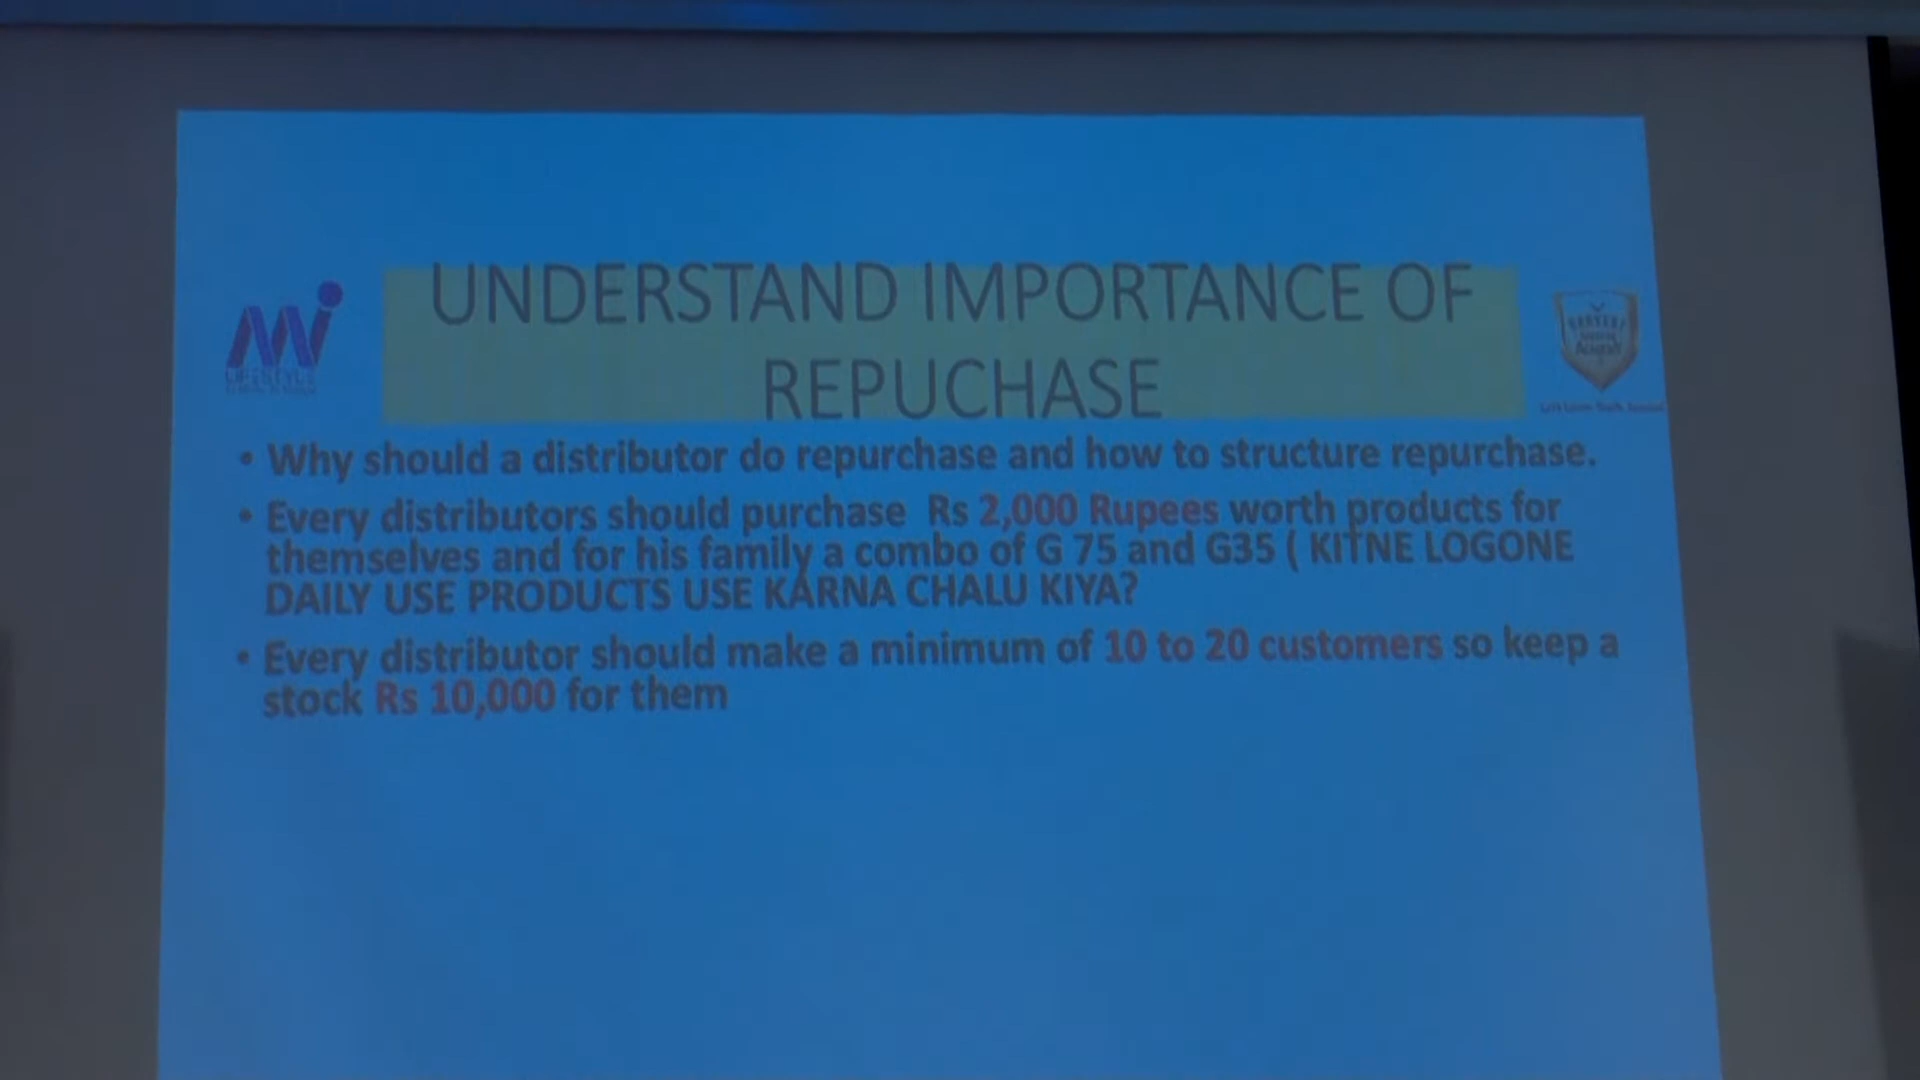 UNDERSTAND IMPORTANCE OF
REPUCHASE
Mi
LIFESTYLE
• Why should a distributor do repurchase and how to structure repurchase.
• Every distributors should purchase Rs 2,000 Rupees worth products for
themselves and for his family a combo of G 75 and G35 ( KITNE LOGONE
DAILY USE PRODUCTS USE KARNA CHALU KIYA?
• Every distributor should make a minimum of 10 to 20 customers so keep a
stock Rs 10,000 for them